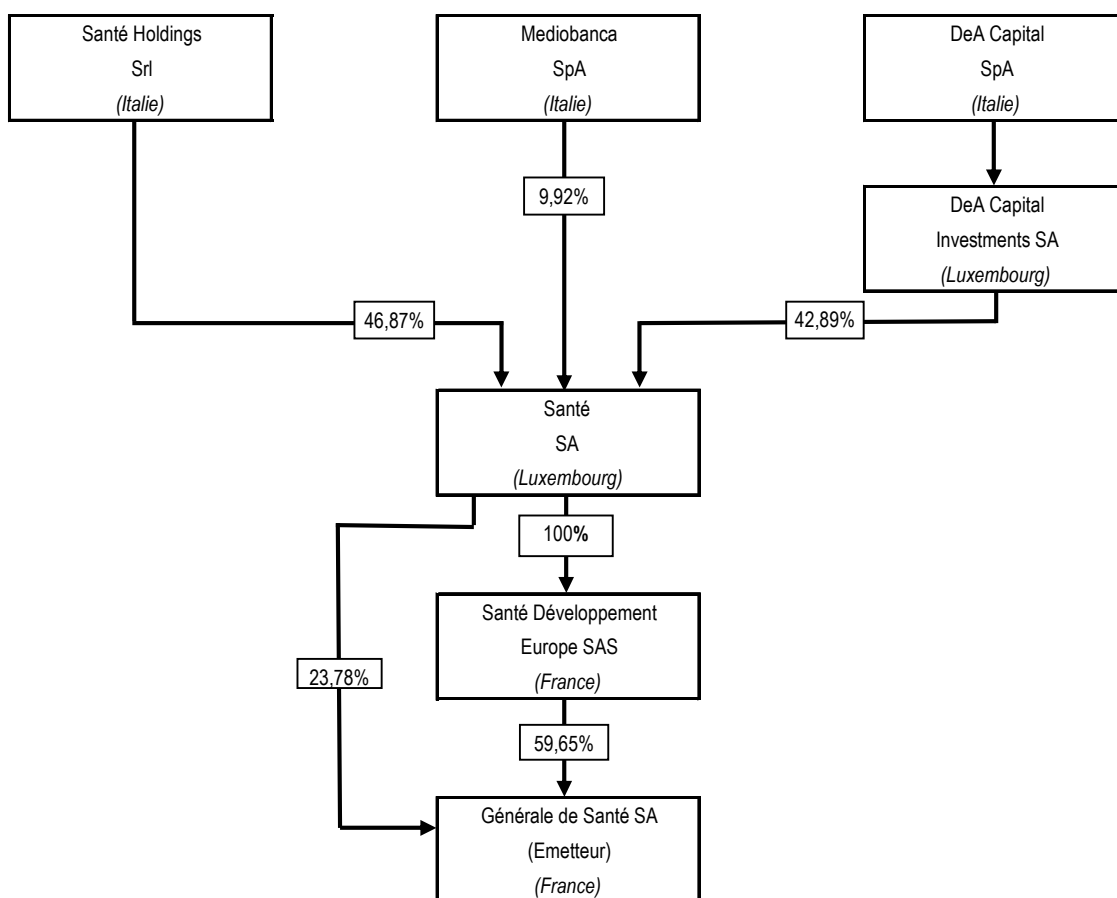 Santé Holdings
Srl
(Italie)
Mediobanca
SpA
(Italie)
DeA Capital
SpA
(Italie)
9,92%
DeA Capital
Investments SA
(Luxembourg)
46,87%
42,89%
Santé
SA
(Luxembourg)
100%
Santé Développement
Europe SAS
(France)
23,78%
59,65%
Générale de Santé SA
(Emetteur)
(France)